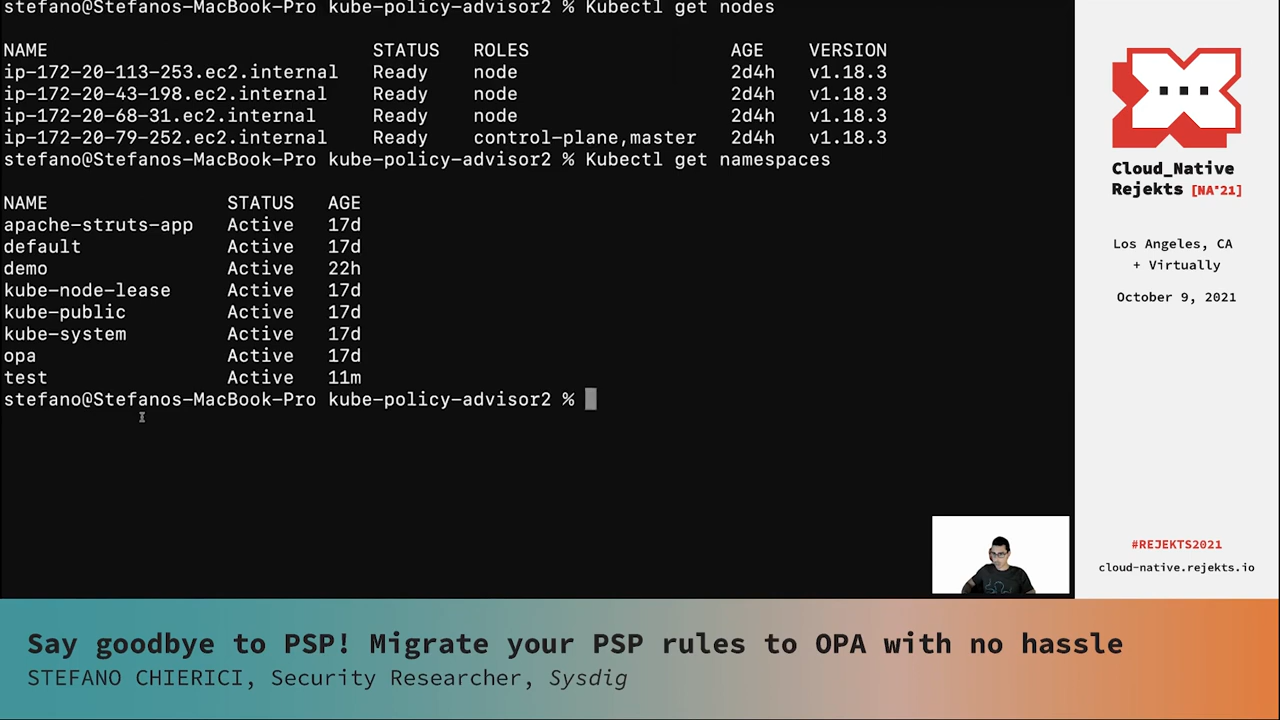 stefano@Stefanos-MacBook-Pro kube-policy-advisor2 % Kubectl get nodes
NAME STATUS ROLES AGE VERSION
ip-172-20-113-253.ec2.internal Ready node 2d4h v1.18.3
ip-172-20-43-198.ec2.internal Ready node 2d4h v1.18.3
ip-172-20-68-31.ec2.internal Ready node 2d4h v1.18.3
ip-172-20-79-252.ec2.internal Ready control-plane,master 2d4h v1.18.3
stefano@Stefanos-MacBook-Pro kube-policy-advisor2 % Kubectl get namespaces
NAME STATUS AGE
apache-struts-app Active 17d
default Active 17d
demo Active 22h
kube-node-lease Active 17d
kube-public Active 17d
kube-system Active 17d
opa Active 17d
test Active 11m
stefano@Stefanos-MacBook-Pro kube-policy-advisor2 %
Cloud_Native
Rejekts [NA'21]
Los Angeles, CA
+ Virtually
October 9, 2021
#REJEKTS2021
cloud-native.rejekts.io
Say goodbye to PSP! Migrate your PSP rules to OPA with no hassle
STEFANO CHIERICI, Security Researcher, Sysdig